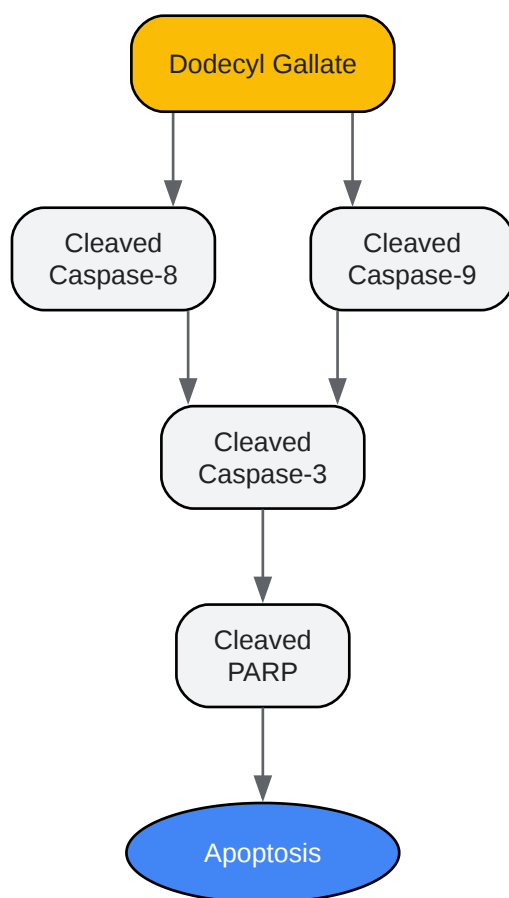 Dodecyl Gallate
Cleaved
Caspase-8
Cleaved
Caspase-9
Cleaved
Caspase-3
Cleaved
PARP
Apoptosis